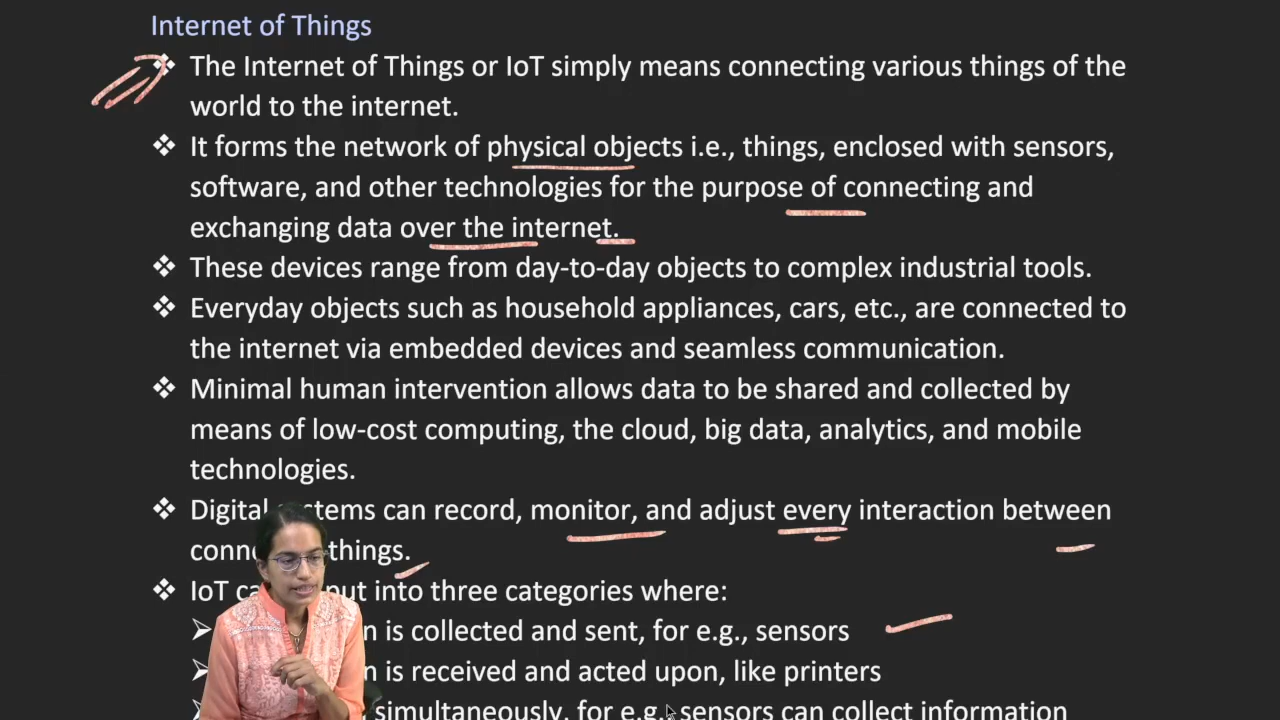 Internet of Things
❖ The Internet of Things or IoT simply means connecting various things of the
world to the internet.
❖ It forms the network of physical objects i.e., things, enclosed with sensors,
software, and other technologies for the purpose of connecting and
exchanging data over the internet.
❖ These devices range from day-to-day objects to complex industrial tools.
❖ Everyday objects such as household appliances, cars, etc., are connected to
the internet via embedded devices and seamless communication.
❖ Minimal human intervention allows data to be shared and collected by
means of low-cost computing, the cloud, big data, analytics, and mobile
technologies.
❖ Digital systems can record, monitor, and adjust every interaction between
things.
❖ IoT put into three categories where:
➢ is collected and sent, for e.g., sensors
➢ is received and acted upon, like printers
➢ simultaneously, for e.g., sensors can collect information